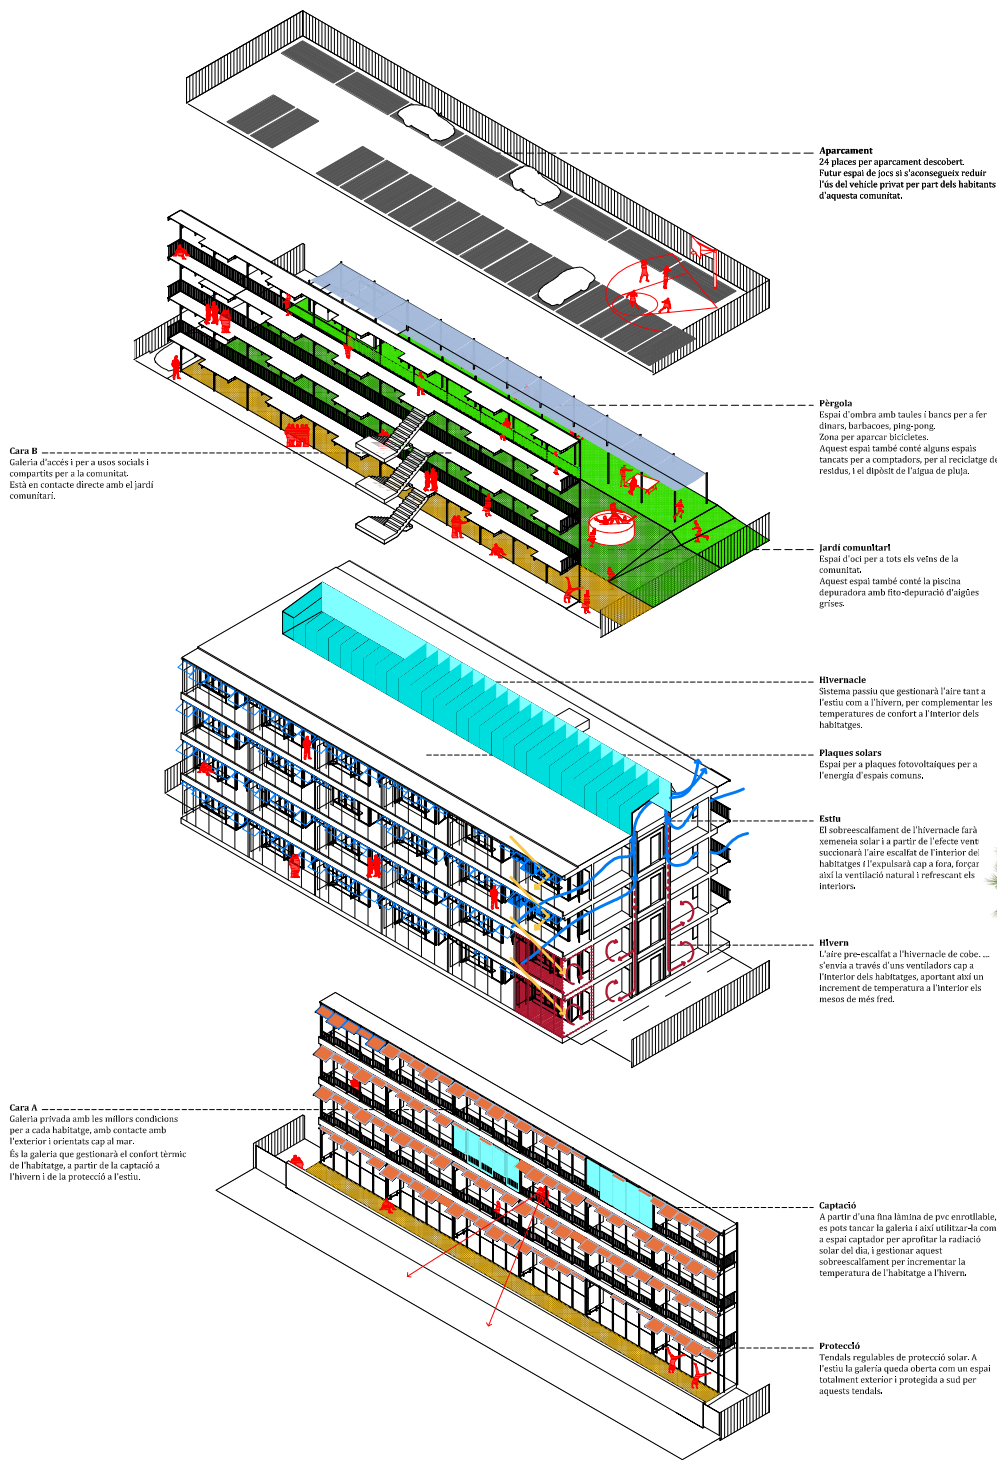 Aparcament
24 places per aparcament descobert.
Futur espai de jocs si s'aconsegueix reduir
l'ús del vehicle privat per part dels habitants
d'aquesta comunitat.
Pèrgola
Espai d'ombra amb taules i bancs per a fer
dinars, barbacoes, ping-pong.
Zona per aparcar bicicletes.
Aquest espai també conté alguns espais
tancats per a comptadors, per al reciclatge de
residus, i el dipòsit de l'aigua de pluja.
Cara B
Galeria d'accés i per a usos socials i
compartits per a la comunitat.
Està en contacte directe amb el jardí
comunitari.
Jardí comunitari
Espai d'oci per a tots els veïns de la
comunitat.
Aquest espai també conté la piscina
depuradora amb fito-depuració d'aigües
grises.
Hivernacle
Sistema passiu que gestionarà l'aire tant a
l'estiu com a l'hivern, per complementar les
temperatures de confort a l'interior dels
habitatges.
Plaques solars
Espai per a plaques fotovoltaiques per a
l'energía d'espais comuns.
Estiu
El sobreescalfament de l'hivernacle farà
xemeneia solar i a partir de l'efecte vent
succionarà l'aire escalfat de l'interior del
habitatges i l'expulsarà cap a fora, forçar
així la ventilació natural i refrescant els
interiors.
Hivern
L'aire pre-escalfat a l'hivernacle de cobe. ...
s'envia a través d'uns ventiladors cap a
l'interior dels habitatges, aportant així un
increment de temperatura a l'interior els
mesos de més fred.
Cara A
Galeria privada amb les millors condicions
per a cada habitatge, amb contacte amb
l'exterior i orientats cap al mar.
És la galeria que gestionarà el confort tèrmic
de l'habitatge, a partir de la captació a
l'hivern i de la protecció a l'estiu.
Captació
A partir d'una fina làmina de pvc enrotllable,
es pots tancar la galeria i així utilitzar-la com
a espai captador per aprofitar la radiació
solar del dia, i gestionar aquest
sobreescalfament per incrementar la
temperatura de l'habitatge a l'hivern.
Protecció
Tendals regulables de protecció solar. A
l'estiu la galeria queda oberta com un espai
totalment exterior i protegida a sud per
aquests tendals.